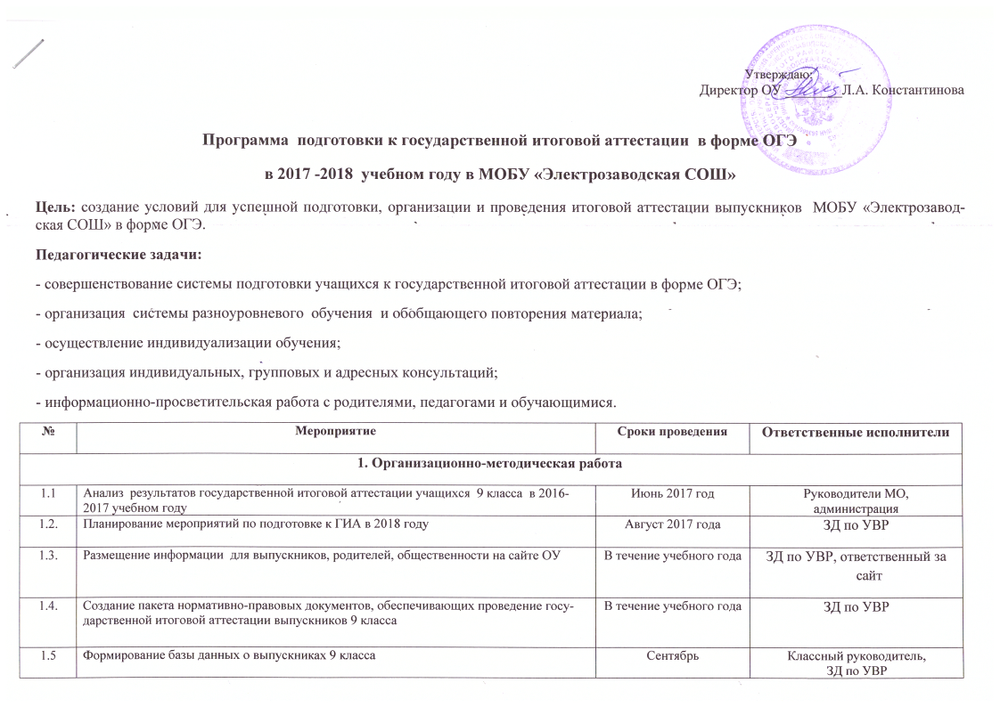 Утверждаю:
Директор ОУ ________Л.А. Константинова
Программа подготовки к государственной итоговой аттестации в форме ОГЭ
в 2017 -2018 учебном году в МОБУ «Электрозаводская СОШ»
Цель: создание условий для успешной подготовки, организации и проведения итоговой аттестации выпускников МОБУ «Электрозавод-
ская СОШ» в форме ОГЭ.
Педагогические задачи:
- совершенствование системы подготовки учащихся к государственной итоговой аттестации в форме ОГЭ;
- организация системы разноуровневого обучения и обобщающего повторения материала;
- осуществление индивидуализации обучения;
- организация индивидуальных, групповых и адресных консультаций;
- информационно-просветительская работа с родителями, педагогами и обучающимися.
№ Мероприятие Сроки проведения Ответственные исполнители
1. Организационно-методическая работа
1.1 Анализ результатов государственной итоговой аттестации учащихся 9 класса в 2016- Июнь 2017 год Руководители МО,
2017 учебном году администрация
1.2. Планирование мероприятий по подготовке к ГИА в 2018 году Август 2017 года ЗД по УВР
1.3. Размещение информации для выпускников, родителей, общественности на сайте ОУ В течение учебного года ЗД по УВР, ответственный за
сайт
1.4. Создание пакета нормативно-правовых документов, обеспечивающих проведение госу- В течение учебного года ЗД по УВР
дарственной итоговой аттестации выпускников 9 класса
1.5 Формирование базы данных о выпускниках 9 класса Сентябрь Классный руководитель,
ЗД по УВР